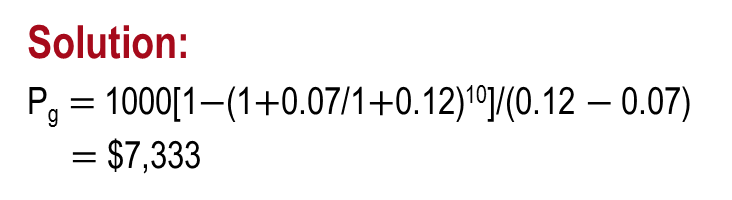 Solution:
Pg = 1000[1−(1+0.07/1+0.12)¹⁰]/(0.12 − 0.07)
= $7,333